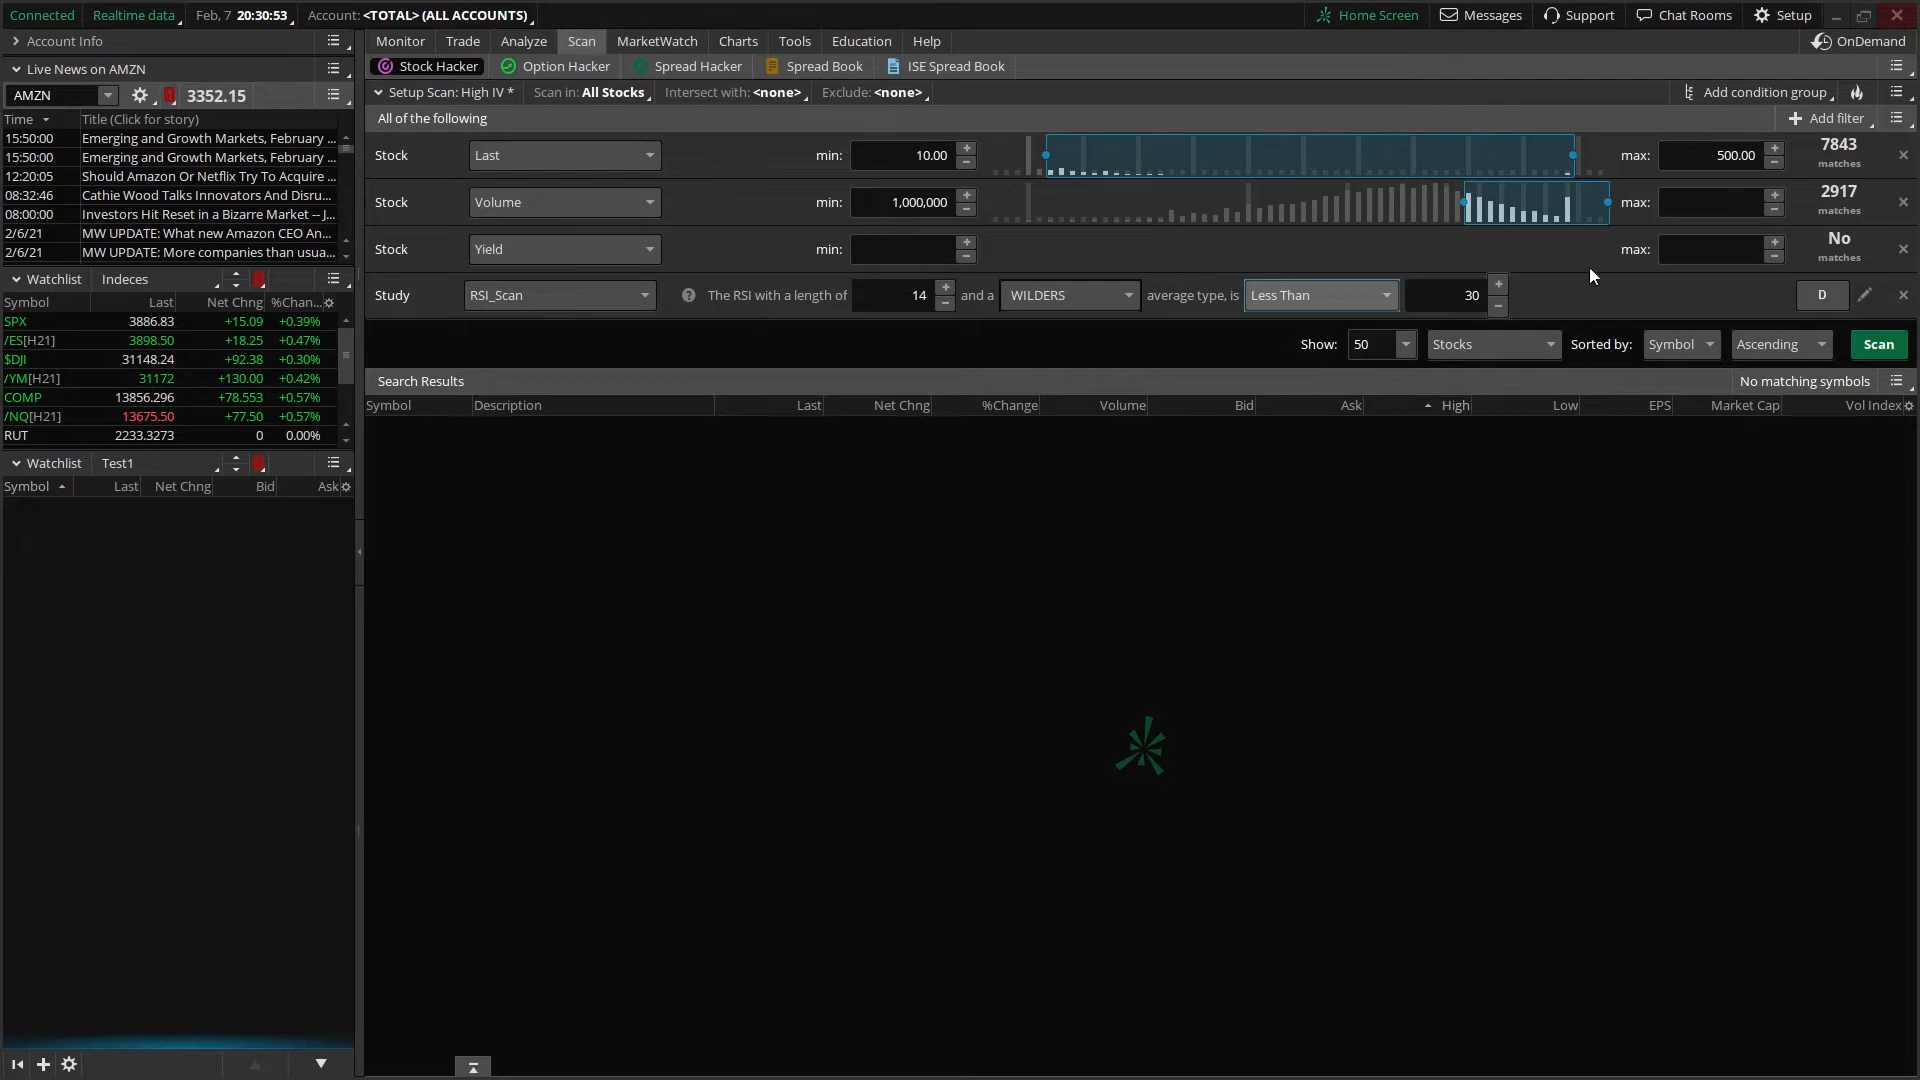 Connected Realtime data Feb, 7 20:30:53 Account: <TOTAL> (ALL ACCOUNTS) Home Screen Messages Support Chat Rooms Setup
Account Info
Monitor Trade Analyze Scan MarketWatch Charts Tools Education Help OnDemand
Live News on AMZN
Stock Hacker Option Hacker Spread Hacker Spread Book ISE Spread Book
AMZN 3352.15
Setup Scan: High IV * Scan in: All Stocks Intersect with: <none> Exclude: <none> Add condition group
Time Title (Click for story)
All of the following Add filter
15:50:00 Emerging and Growth Markets, February ...
15:50:00 Emerging and Growth Markets, February ...
12:20:05 Should Amazon Or Netflix Try To Acquire ...
08:32:46 Cathie Wood Talks Innovators And Disru...
08:00:00 Investors Hit Reset in a Bizarre Market -- J...
2/6/21 MW UPDATE: What new Amazon CEO An...
2/6/21 MW UPDATE: More companies than usua...
Stock Last min: 10.00 max: 500.00 7843 matches
Stock Volume min: 1,000,000 max: 2917 matches
Stock Yield min: max: No matches
Study RSI_Scan ? The RSI with a length of 14 and a WILDERS average type, is Less Than 30 D
Show: 50 Stocks Sorted by: Symbol Ascending Scan
Search Results No matching symbols
Symbol Description Last Net Chng %Change Volume Bid Ask High Low EPS Market Cap Vol Index
Watchlist Indeces
Symbol Last Net Chng %Chan...
SPX 3886.83 +15.09 +0.39%
/ES[H21] 3898.50 +18.25 +0.47%
$DJI 31148.24 +92.38 +0.30%
/YM[H21] 31172 +130.00 +0.42%
COMP 13856.296 +78.553 +0.57%
/NQ[H21] 13675.50 +77.50 +0.57%
RUT 2233.3273 0 0.00%
Watchlist Test1
Symbol Last Net Chng Bid Ask